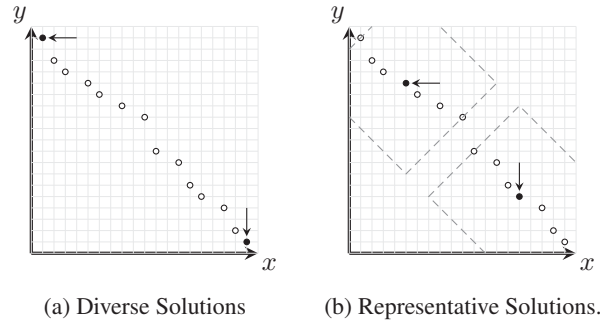 y
x
(a) Diverse Solutions
y
x
(b) Representative Solutions.